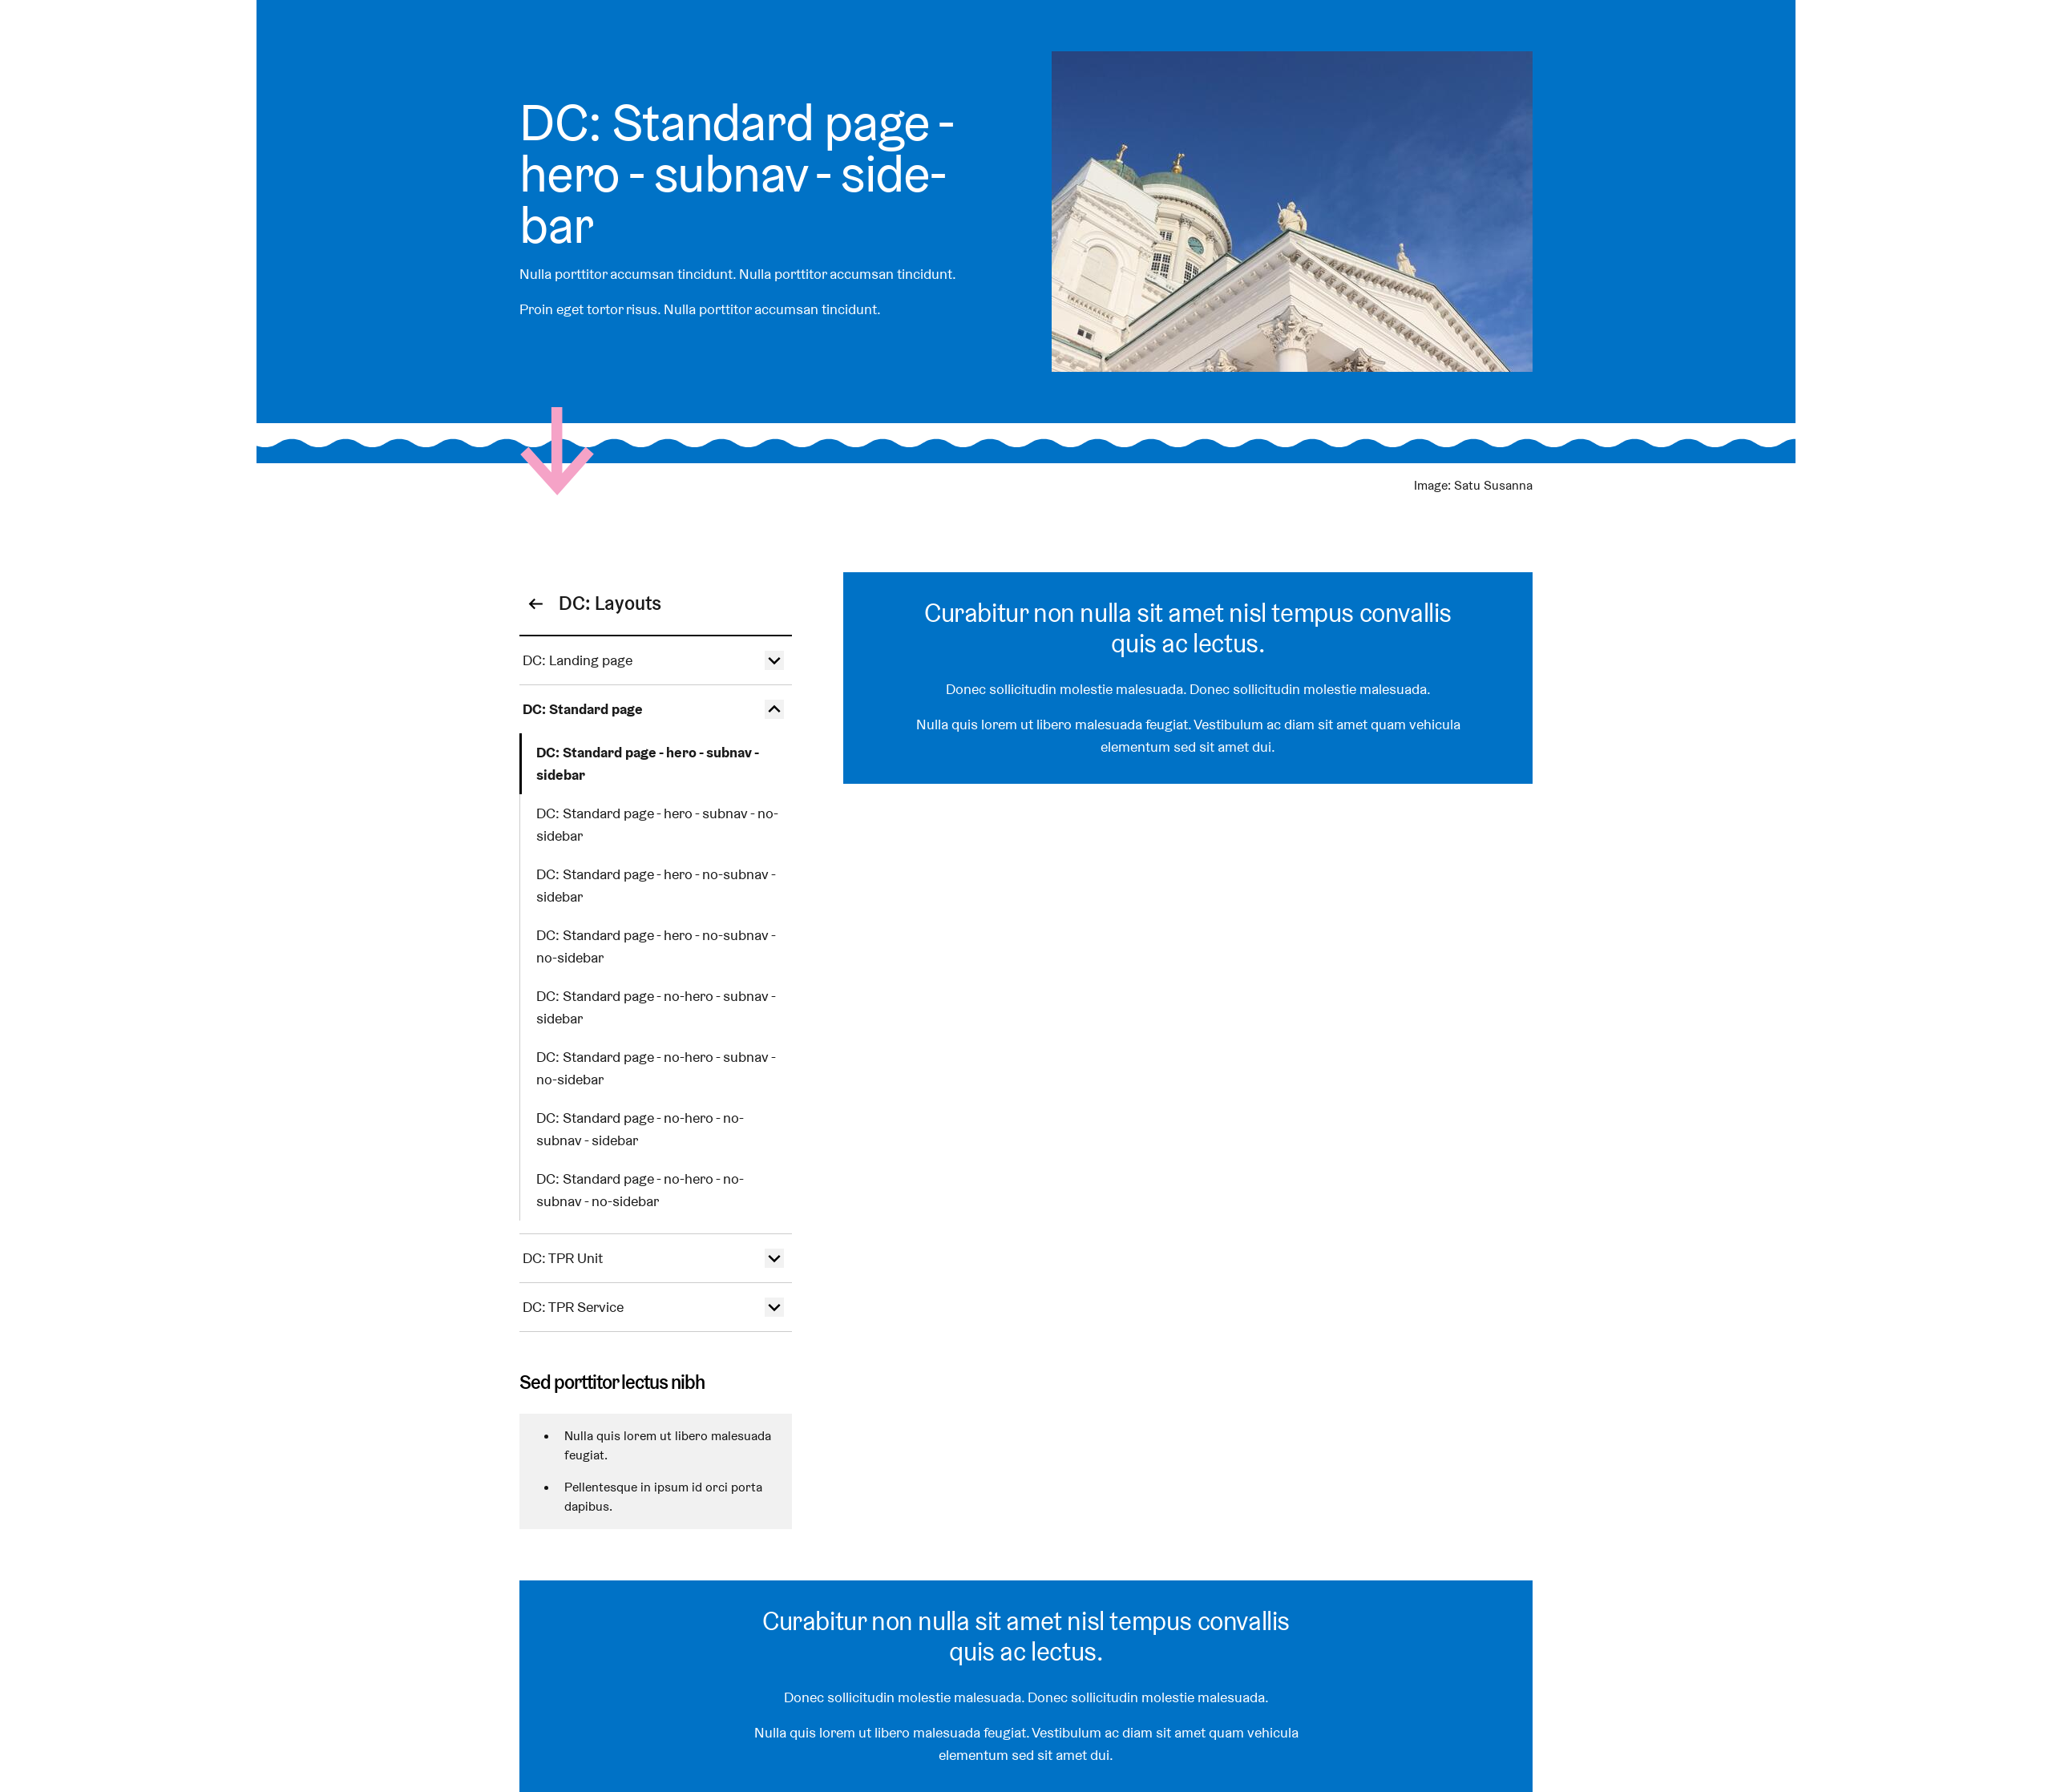 DC: Standard page -
hero - subnav - side-
bar
Nulla porttitor accumsan tincidunt. Nulla porttitor accumsan tincidunt.
Proin eget tortor risus. Nulla porttitor accumsan tincidunt.
Image: Satu Susanna
DC: Layouts
DC: Landing page
DC: Standard page
DC: Standard page - hero - subnav -
sidebar
DC: Standard page - hero - subnav - no-
sidebar
DC: Standard page - hero - no-subnav -
sidebar
DC: Standard page - hero - no-subnav -
no-sidebar
DC: Standard page - no-hero - subnav -
sidebar
DC: Standard page - no-hero - subnav -
no-sidebar
DC: Standard page - no-hero - no-
subnav - sidebar
DC: Standard page - no-hero - no-
subnav - no-sidebar
DC: TPR Unit
DC: TPR Service
Sed porttitor lectus nibh
Nulla quis lorem ut libero malesuada
feugiat.
Pellentesque in ipsum id orci porta
dapibus.
Curabitur non nulla sit amet nisl tempus convallis
quis ac lectus.
Donec sollicitudin molestie malesuada. Donec sollicitudin molestie malesuada.
Nulla quis lorem ut libero malesuada feugiat. Vestibulum ac diam sit amet quam vehicula
elementum sed sit amet dui.
Curabitur non nulla sit amet nisl tempus convallis
quis ac lectus.
Donec sollicitudin molestie malesuada. Donec sollicitudin molestie malesuada.
Nulla quis lorem ut libero malesuada feugiat. Vestibulum ac diam sit amet quam vehicula
elementum sed sit amet dui.